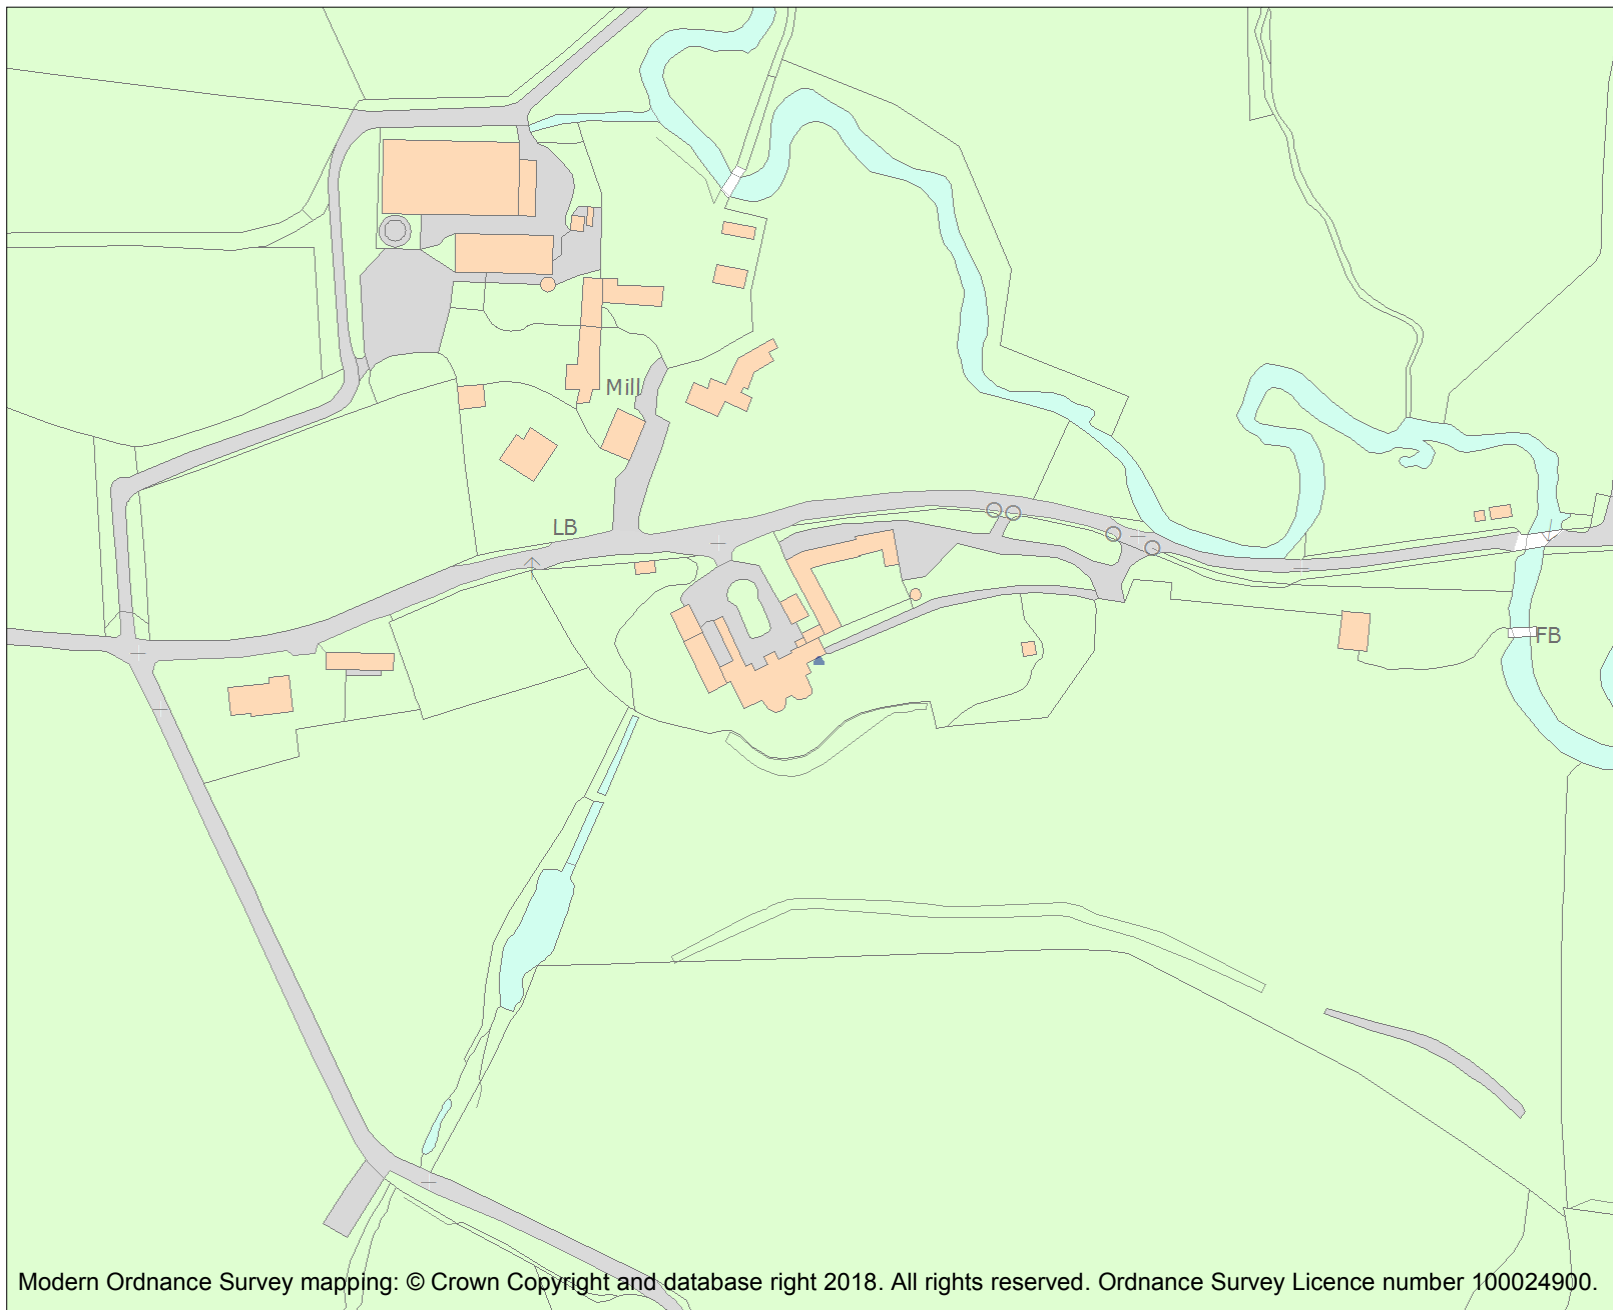 Mill
LB
FB
Modern Ordnance Survey mapping: © Crown Copyright and database right 2018. All rights reserved. Ordnance Survey Licence number 100024900.